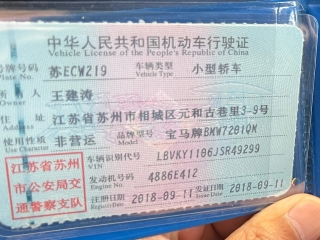 中华人民共和国机动车行驶证
Vehicle License of the People's Republic of China
号牌号码 苏ECW219 车辆类型 小型轿车
Plate No. Vehicle Type
所有人 王建涛
Owner
住址 江苏省苏州市相城区元和古巷里3-9号
Address
使用性质 非营运 品牌型号 宝马牌BMW7201QN
Use Character Model
江苏省苏州市公安局交通警察支队
车辆识别代号 LBVKY1106JSR49299
VIN
发动机号码 4886E412
Engine No.
注册日期 2018-09-11 发证日期 2018-09-11
Register Date Issue Date